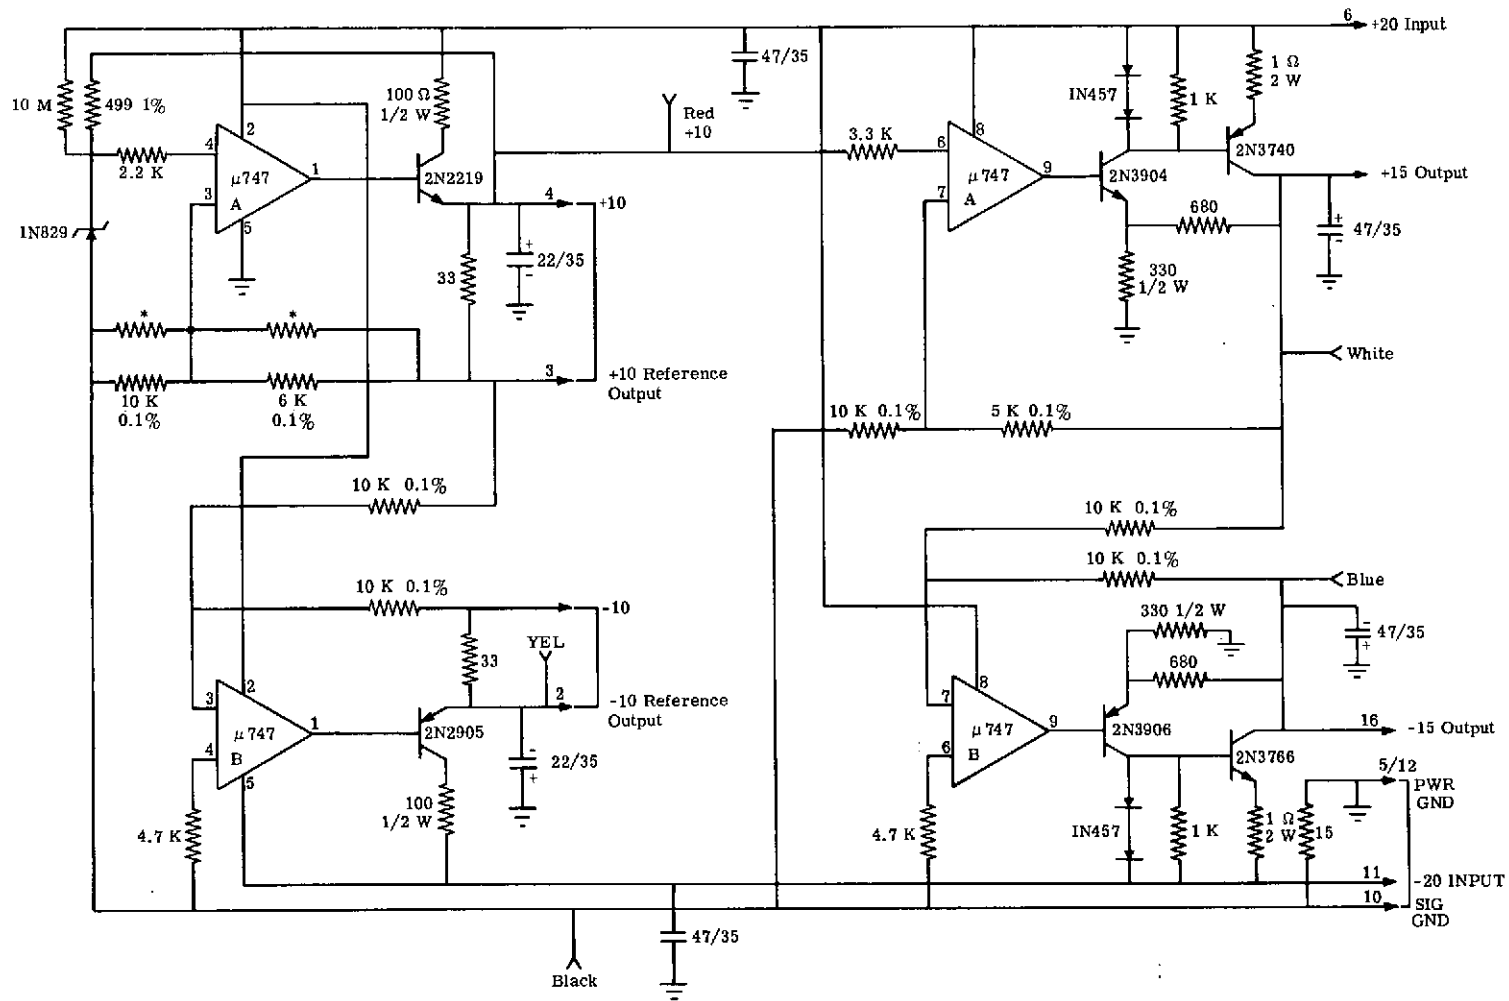 6
+20 Input
47/35
10 M
499 1%
100 Ω
1/2 W
Red
+10
IN457
1 K
1 Ω
2 W
2
4
2.2 K
μ747
A
1
3
5
2N2219
3.3 K
6
8
μ747
A
9
7
2N3904
2N3740
+15 Output
4
+10
1N829
33
+
22/35
-
680
+
47/35
-
330
1/2 W
*
*
White
3
+10 Reference
Output
10 K
0.1%
6 K
0.1%
10 K 0.1%
5 K 0.1%
10 K 0.1%
10 K 0.1%
10 K 0.1%
Blue
10 K 0.1%
-10
330 1/2 W
-
47/35
+
YEL
33
680
2
3
2
-10 Reference
Output
8
7
μ747
B
1
4
5
2N2905
-
22/35
+
μ747
B
9
6
2N3906
2N3766
16
-15 Output
5/12
PWR
GND
100
1/2 W
4.7 K
4.7 K
IN457
1 K
1 Ω
2 W
15
11
-20 INPUT
10
SIG
GND
47/35
Black